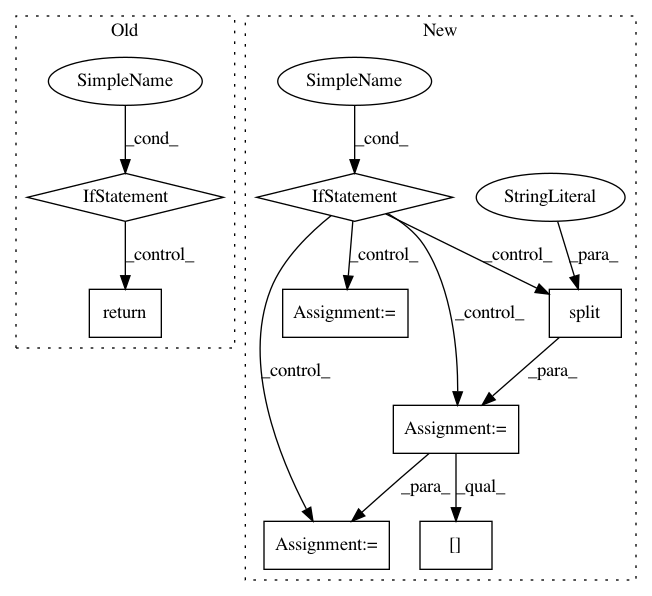 Old
New
SimpleName
SimpleName
_cond_
_cond_
IfStatement
IfStatement
StringLiteral
_control_
_control_
_control_
_para_
return
Assignment:=
split
_control_
_control_
_para_
Assignment:=
_para_
_qual_
Assignment:=
[]